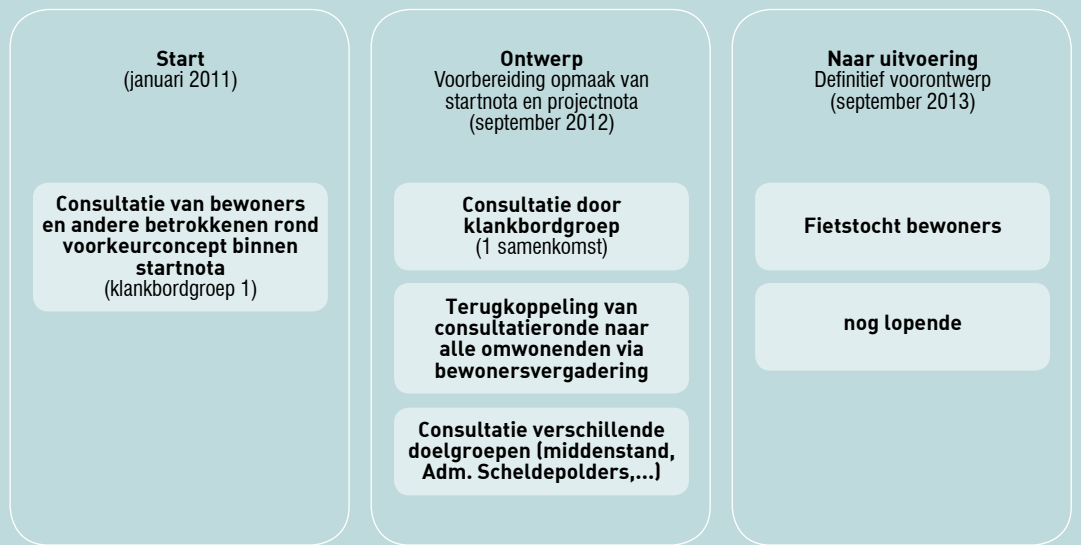 Start
(januari 2011)
Consultatie van bewoners
en andere betrokkenen rond
voorkeurconcept binnen
startnota
(klankbordgroep 1)
Ontwerp
Voorbereiding opmaak van
startnota en projectnota
(september 2012)
Consultatie door
klankbordgroep
(1 samenkomst)
Terugkoppeling van
consultatieronde naar
alle omwonenden via
bewonersvergadering
Consultatie verschillende
doelgroepen (middenstand,
Adm. Scheldepolders,...)
Naar uitvoering
Definitief voorontwerp
(september 2013)
Fietstocht bewoners
nog lopende